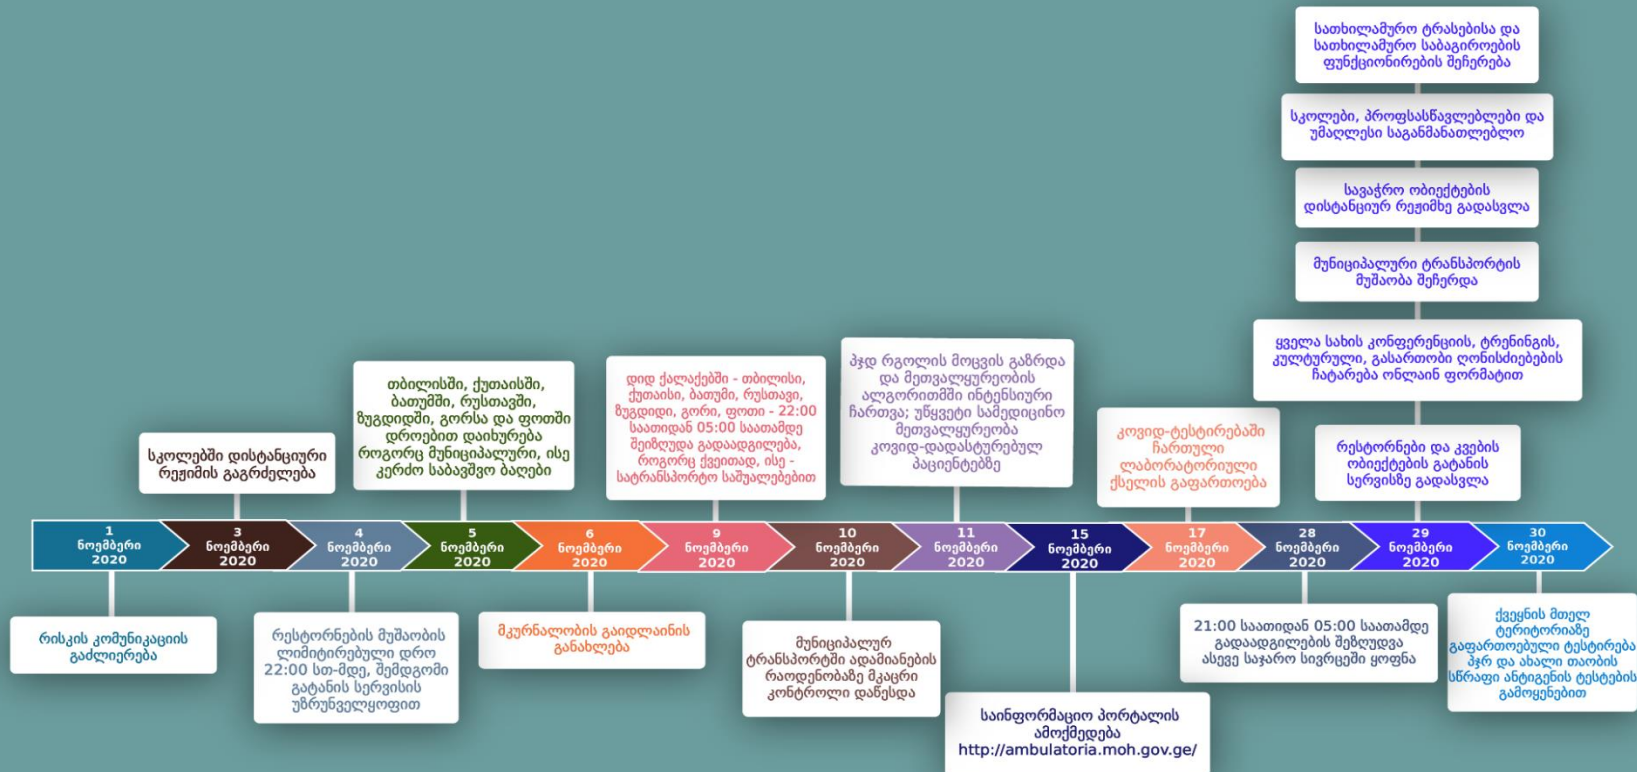 სათხილამურო ტრასებისა და
სათხილამურო საბაგიროების
ფუნქციონირების შეჩერება
სკოლები, პროფსასწავლებლები და
უმაღლესი საგანმანათლებლო
სავაჭრო ობიექტების
დისტანციურ რეჟიმხე გადასვლა
მუნიციპალური ტრანსპორტის
მუშაობა შეჩერდა
ყველა სახის კონფერენციის, ტრენინგის,
კულტურული, გასართობი ღონისძიებების
ჩატარება ონლაინ ფორმატით
რესტორნები და კვების
ობიექტების გატანის
სერვისზე გადასვლა
სკოლებში დისტანციური
რეჟიმის გაგრძელება
თბილისში, ქუთაისში,
ბათუმში, რუსთავში,
ზუგდიდში, გორსა და ფოთში
დროებით დაიხურება
როგორც მუნიციპალური, ისე
კერძო საბავშვო ბაღები
დიდ ქალაქებში - თბილისი,
ქუთაისი, ბათუმი, რუსთავი,
ზუგდიდი, გორი, ფოთი - 22:00
საათიდან 05:00 საათამდე
შეიზღუდა გადაადგილება,
როგორც ქვეითად, ისე -
სატრანსპორტო საშუალებებით
პჯდ რგოლის მოცვის გაზრდა
და მეთვალყურეობის
ალგორითმში ინტენსიური
ჩართვა; უწყვეტი სამედიცინო
მეთვალყურეობა
კოვიდ-დადასტურებულ
პაციენტებზე
კოვიდ-ტესტირებაში
ჩართული
ლაბორატორიული
ქსელის გაფართოება
1
ნოემბერი
2020
3
ნოემბერი
2020
4
ნოემბერი
2020
5
ნოემბერი
2020
6
ნოემბერი
2020
9
ნოემბერი
2020
10
ნოემბერი
2020
11
ნოემბერი
2020
15
ნოემბერი
2020
17
ნოემბერი
2020
28
ნოემბერი
2020
29
ნოემბერი
2020
30
ნოემბერი
2020
რისკის კომუნიკაციის
გაძლიერება
რესტორნების მუშაობის
ლიმიტირებული დრო
22:00 სთ-მდე, შემდგომი
გატანის სერვისის
უზრუნველყოფით
მკურნალობის გაიდლაინის
განახლება
მუნიციპალურ
ტრანსპორტში ადამიანების
რაოდენობაზე მკაცრი
კონტროლი დაწესდა
საინფორმაციო პორტალის
ამოქმედება
http://ambulatoria.moh.gov.ge/
21:00 საათიდან 05:00 საათამდე
გადაადგილების შეზღუდვა
ასევე საჯარო სივრცეში ყოფნა
ქვეყნის მთელ
ტერიტორიაზე
გაფართოებული ტესტირება
პჯრ და ახალი თაობის
სწრაფი ანტიგენის ტესტების
გამოყენებით